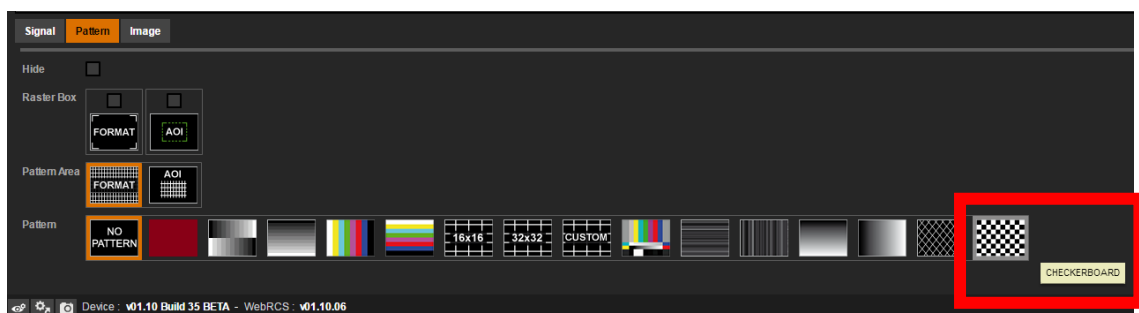 Signal Pattern Image
Hide
Raster Box
FORMAT AOI
Pattern Area
FORMAT AOI
Pattern
NO PATTERN 16x16 32x32 CUSTOM
CHECKERBOARD
Device : v01.10 Build 35 BETA - WebRCS : v01.10.06